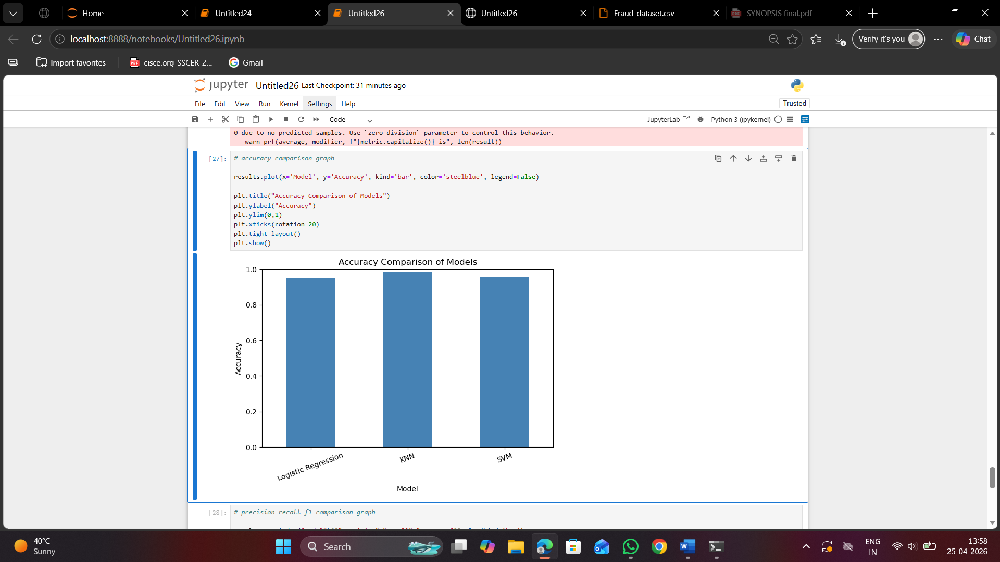 Home
Untitled24
Untitled26
Untitled26
Fraud_dataset.csv
SYNOPSIS final.pdf
localhost:8888/notebooks/Untitled26.ipynb
Verify it's you
Chat
Import favorites
cisce.org-SSCER-2...
Gmail
jupyter Untitled26 Last Checkpoint: 31 minutes ago
File Edit View Run Kernel Settings Help
Trusted
Code
JupyterLab
Python 3 (ipykernel)
0 due to no predicted samples. Use `zero_division` parameter to control this behavior.
_warn_prf(average, modifier, f"{metric.capitalize()} is", len(result))
[27]:
# accuracy comparison graph
results.plot(x='Model', y='Accuracy', kind='bar', color='steelblue', legend=False)
plt.title("Accuracy Comparison of Models")
plt.ylabel("Accuracy")
plt.ylim(0,1)
plt.xticks(rotation=20)
plt.tight_layout()
plt.show()
Accuracy Comparison of Models
1.0
0.8
0.6
0.4
0.2
0.0
Accuracy
Logistic Regression
KNN
SVM
Model
[28]:
# precision recall f1 comparison graph
40°C
Sunny
Search
ENG
IN
13:58
25-04-2026